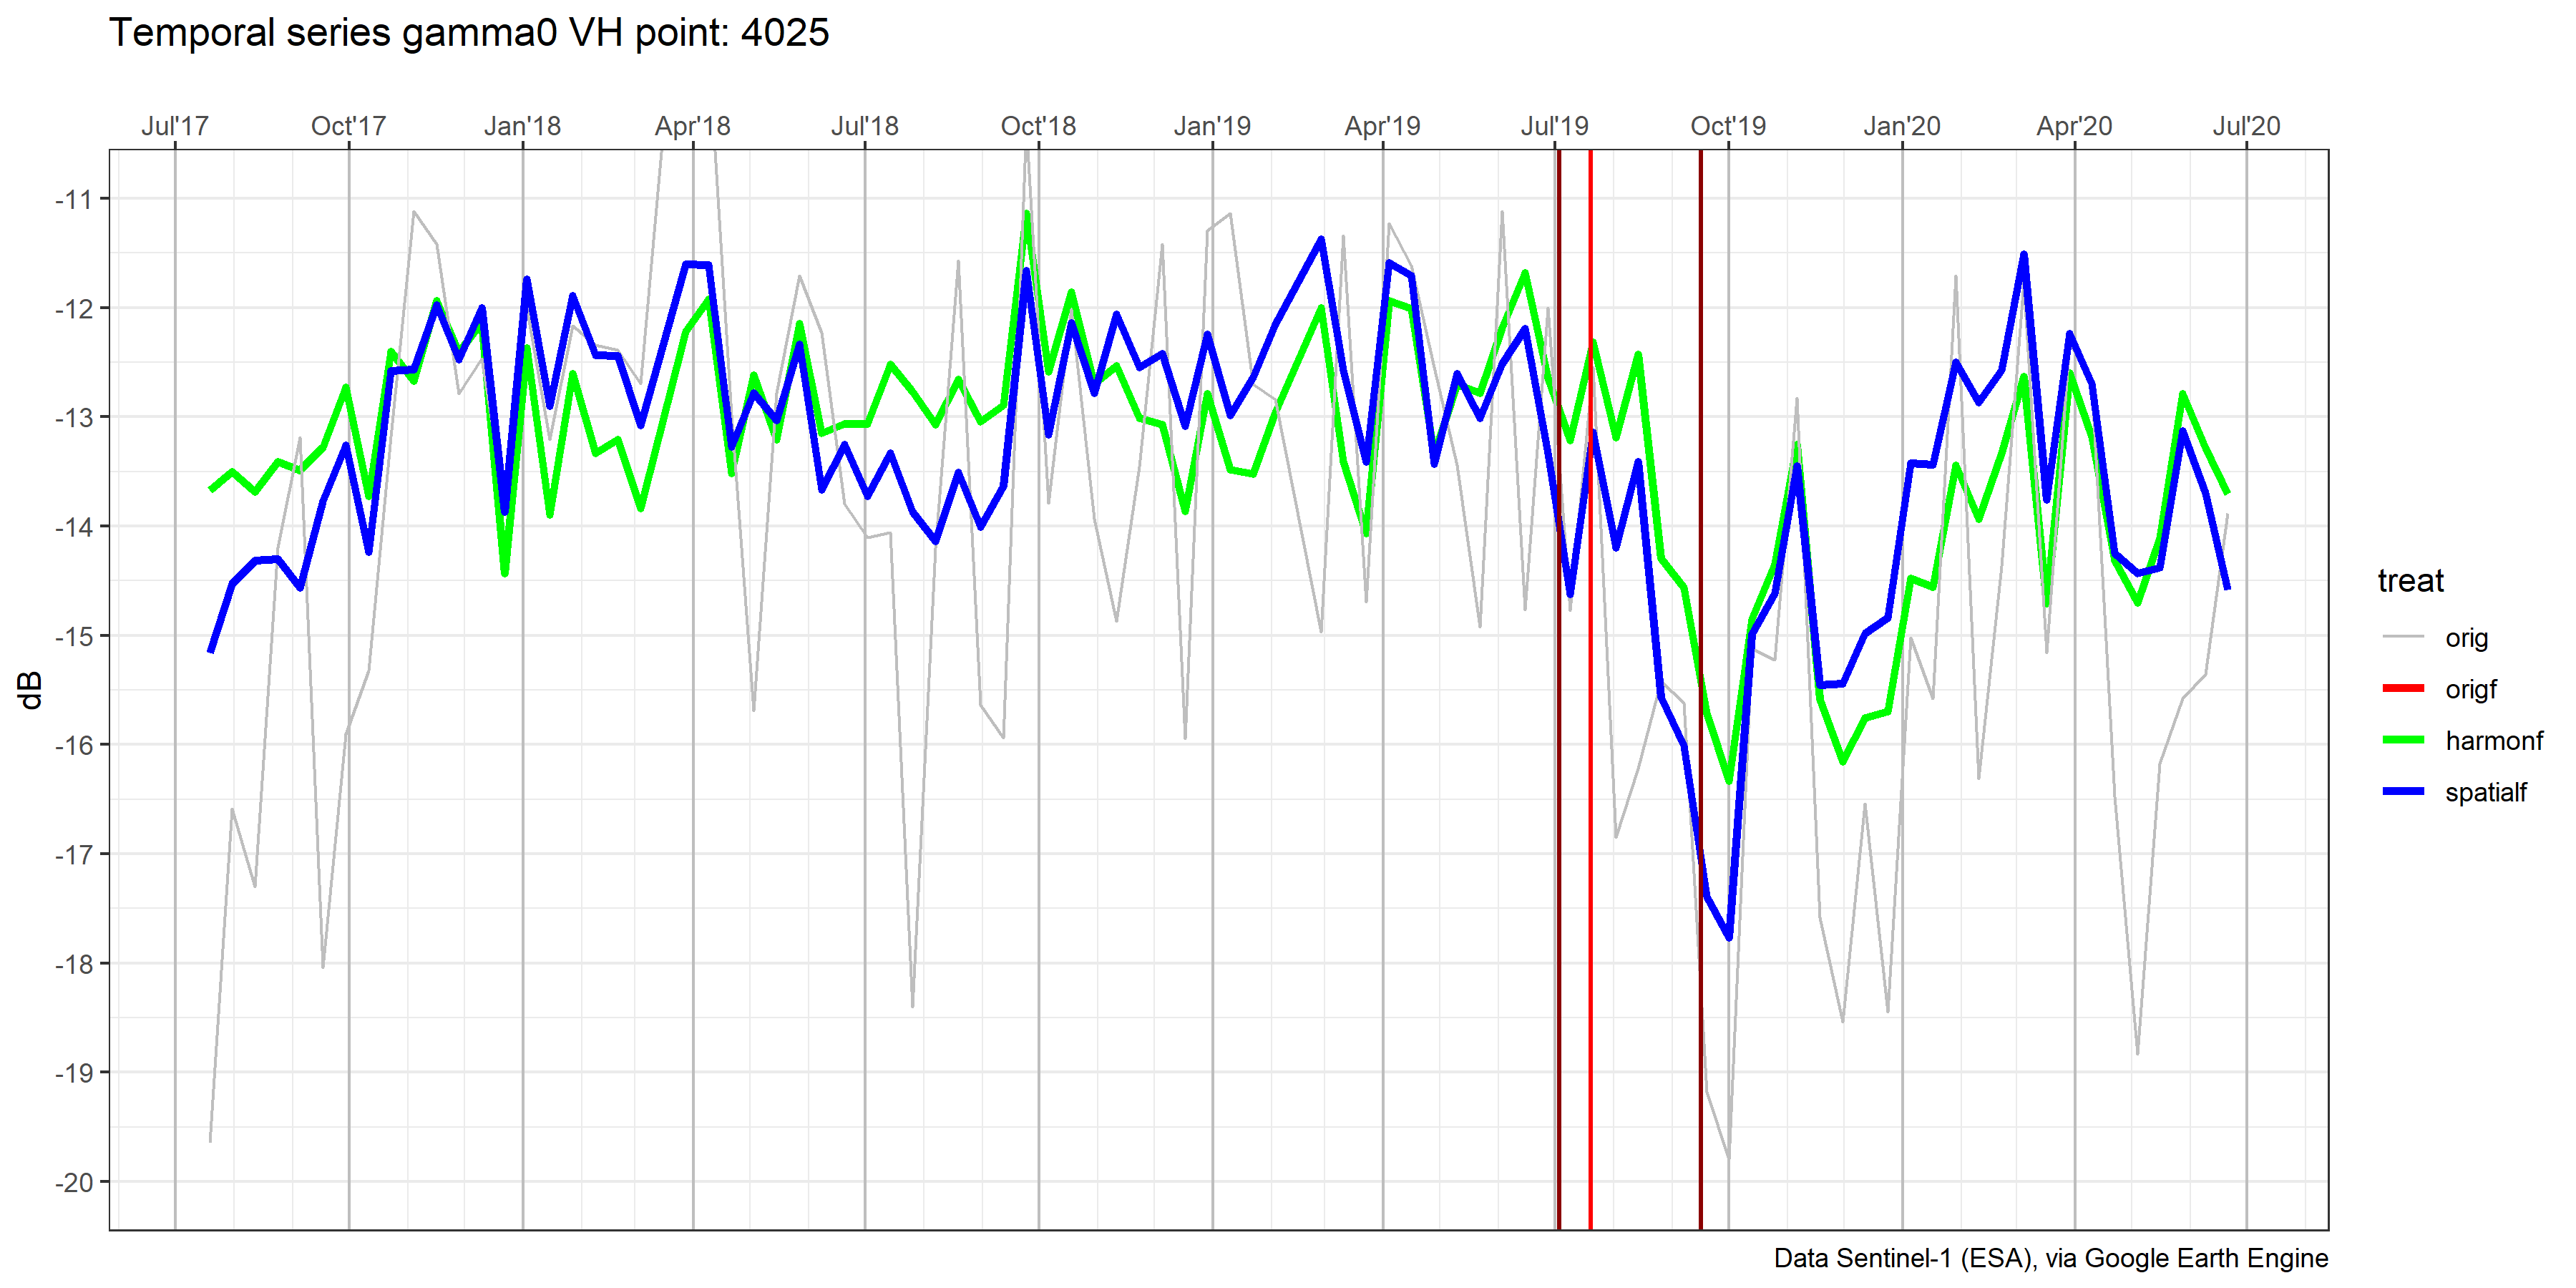 Temporal series gamma0 VH point: 4025
Jul'17 Oct'17 Jan'18 Apr'18 Jul'18 Oct'18 Jan'19 Apr'19 Jul'19 Oct'19 Jan'20 Apr'20 Jul'20
-11
-12
-13
-14
-15
-16
-17
-18
-19
-20
dB
treat
orig
origf
harmonf
spatialf
Data Sentinel-1 (ESA), via Google Earth Engine